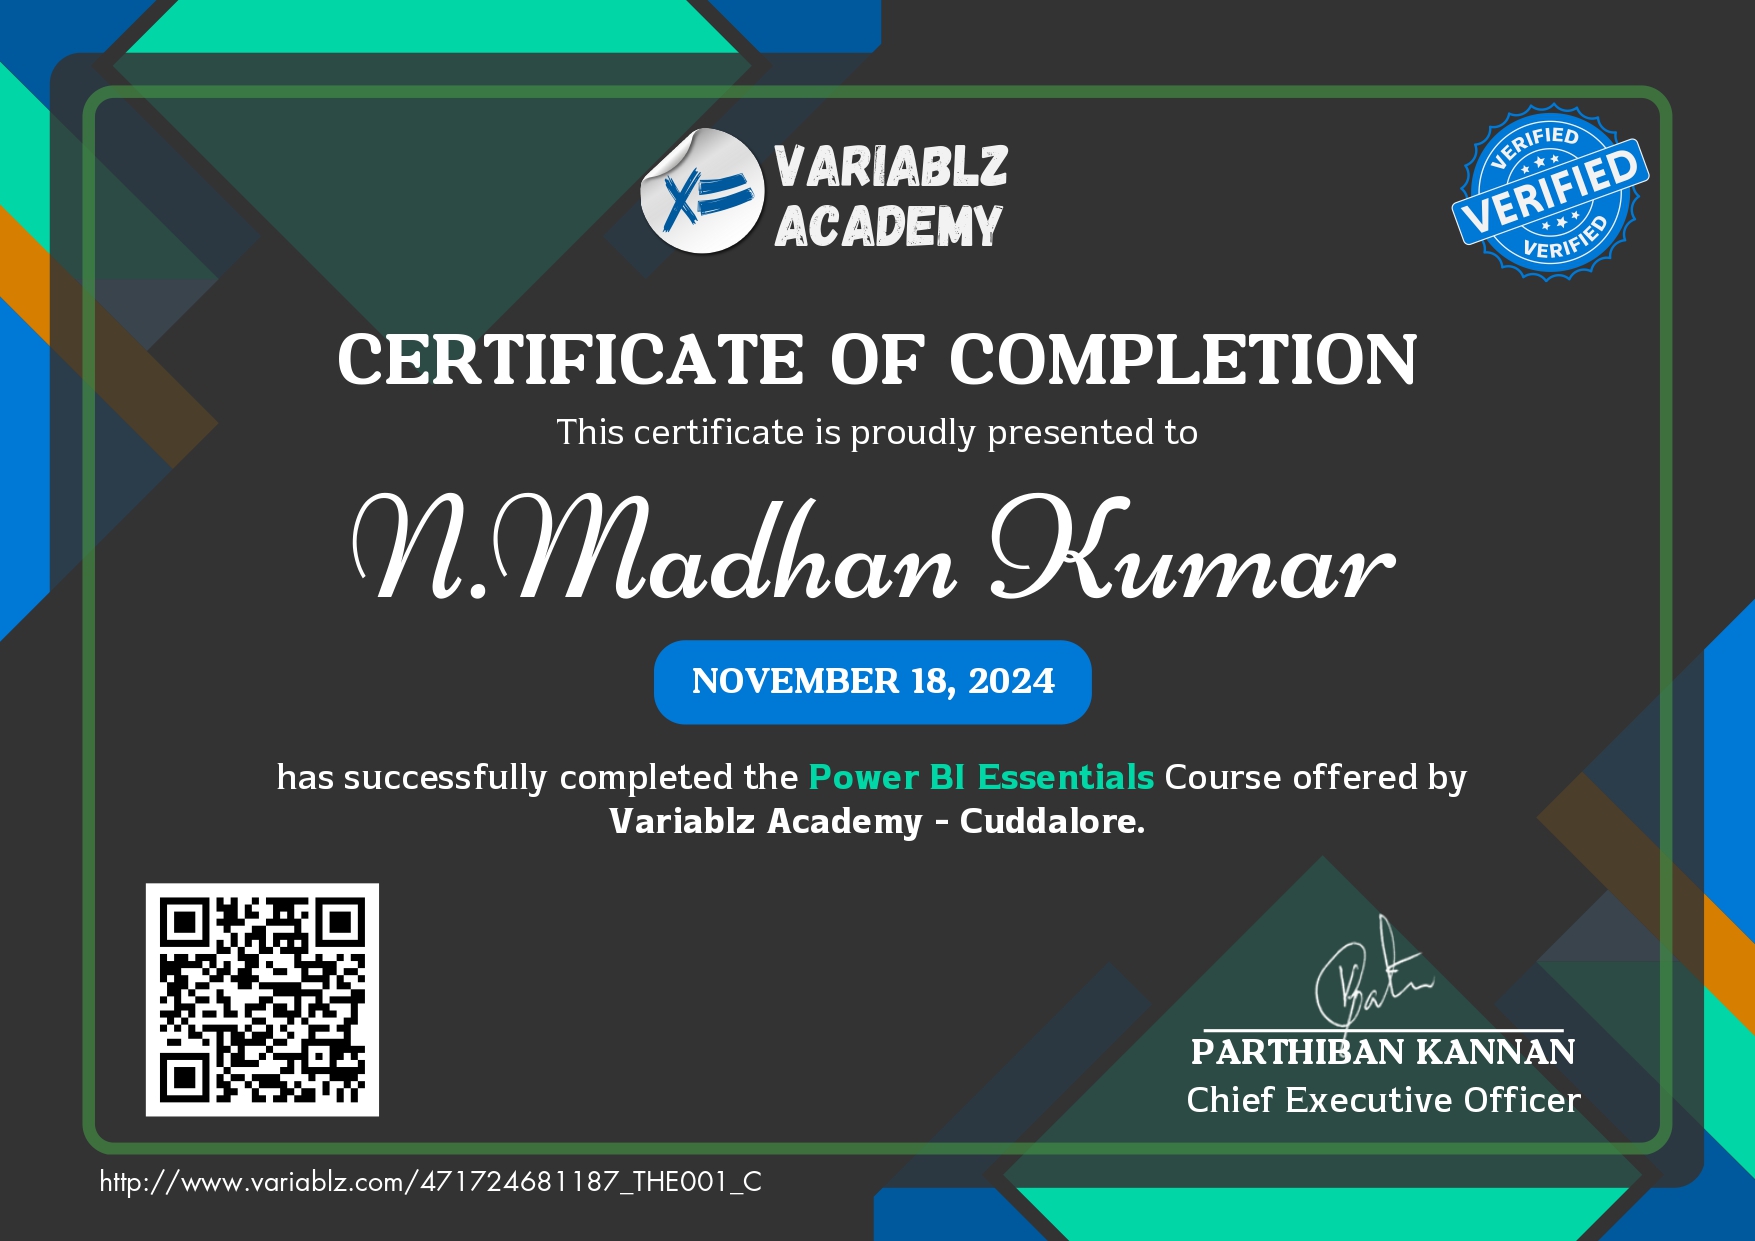 X=
VARIABLZ
ACADEMY
VERIFIED
VERIFIED
VERIFIED
CERTIFICATE OF COMPLETION
This certificate is proudly presented to
N.Madhan Kumar
NOVEMBER 18, 2024
has successfully completed the Power BI Essentials Course offered by
Variablz Academy - Cuddalore.
PARTHIBAN KANNAN
Chief Executive Officer
http://www.variablz.com/471724681187_THE001_C